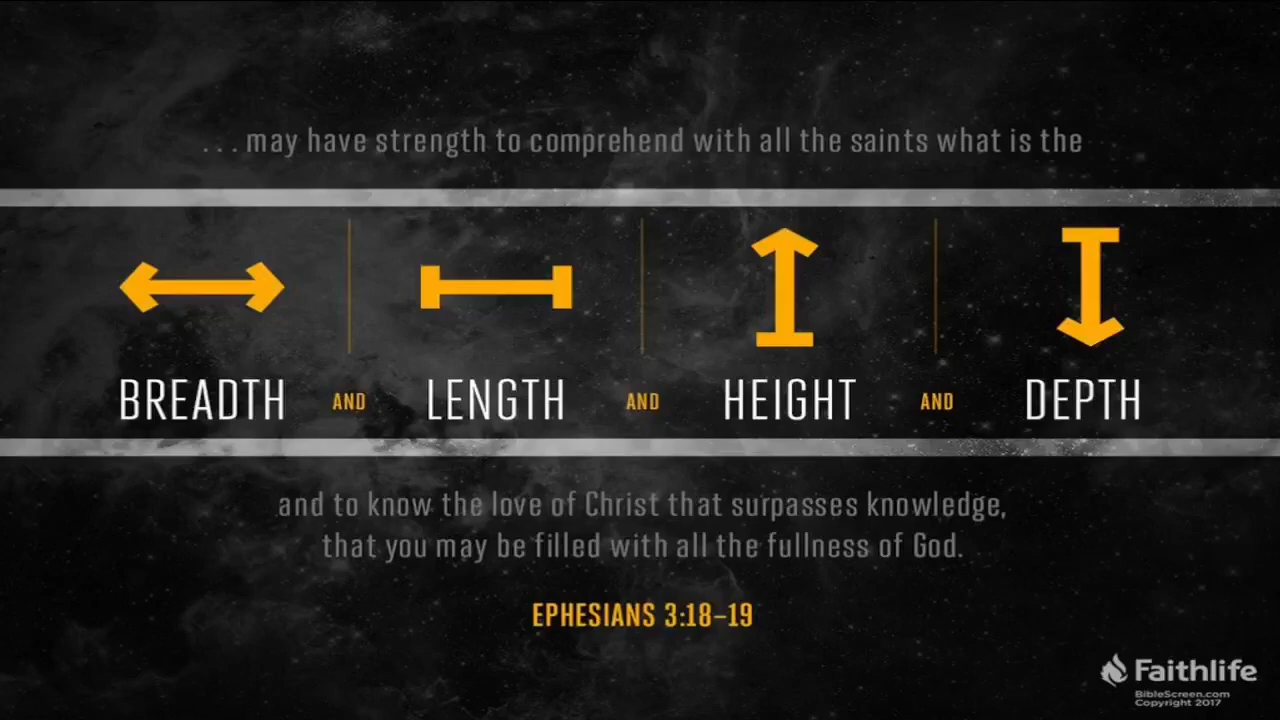 . . . may have strength to comprehend with all the saints what is the
BREADTH AND LENGTH AND HEIGHT AND DEPTH
and to know the love of Christ that surpasses knowledge,
that you may be filled with all the fullness of God.
EPHESIANS 3:18–19
Faithlife
BibleScreen.com
Copyright 2017